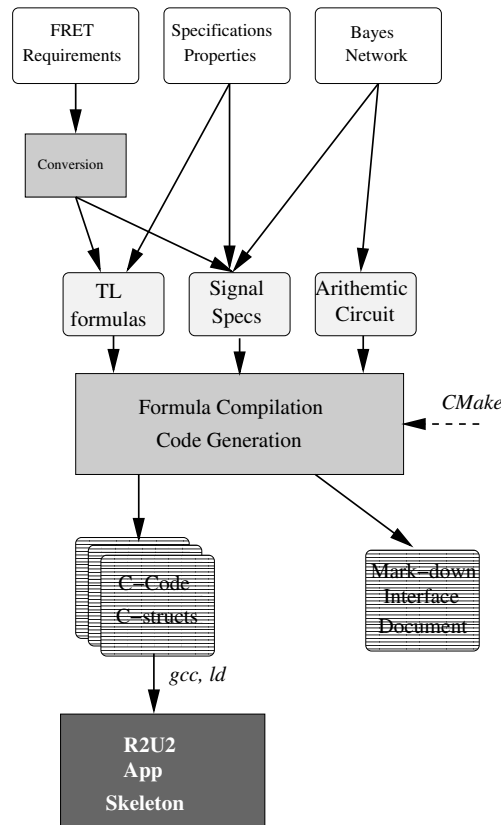 FRET
Requirements
Specifications
Properties
Bayes
Network
Conversion
TL
formulas
Signal
Specs
Arithemtic
Circuit
Formula Compilation
Code Generation
CMake
C−Code
C−structs
Mark−down
Interface
Document
gcc, ld
R2U2
App
Skeleton